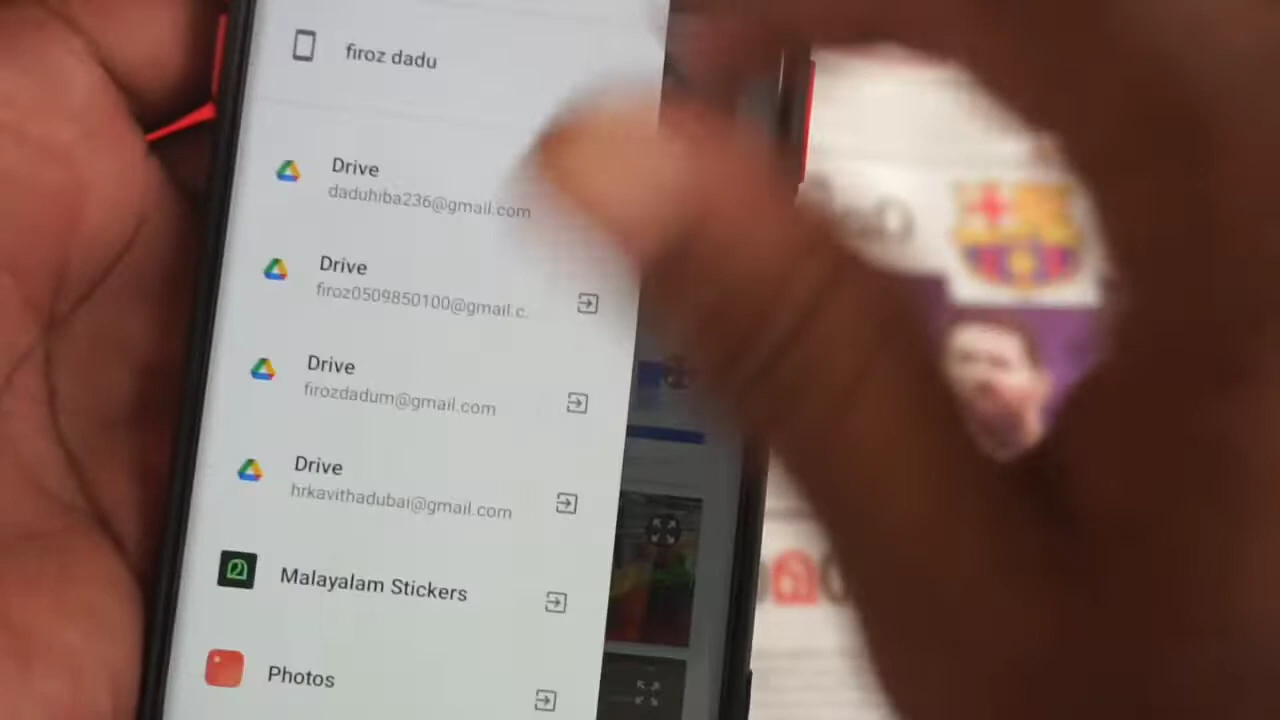 firoz dadu
Drive
daduhiba236@gmail.com
Drive
firoz0509850100@gmail.c.
Drive
firozdadum@gmail.com
Drive
hrkavithadubai@gmail.com
Malayalam Stickers
Photos